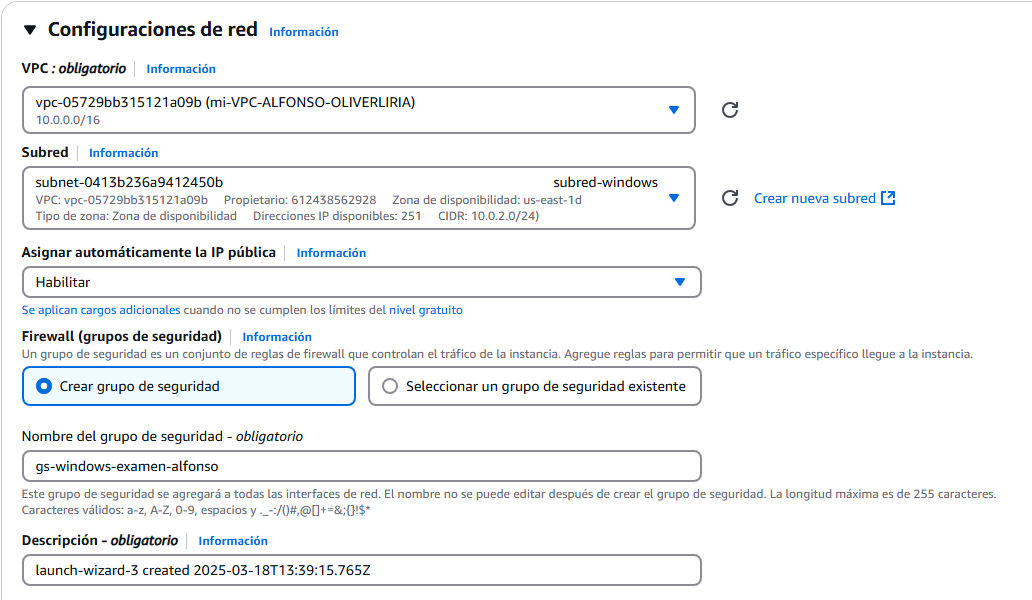 Configuraciones de red Información
VPC : obligatorio Información
vpc-05729bb315121a09b (mi-VPC-ALFONSO-OLIVERLIRIA)
10.0.0.0/16
Subred Información
subnet-0413b236a9412450b subred-windows
VPC: vpc-05729bb315121a09b Propietario: 612438562928 Zona de disponibilidad: us-east-1d
Tipo de zona: Zona de disponibilidad Direcciones IP disponibles: 251 CIDR: 10.0.2.0/24)
Crear nueva subred
Asignar automáticamente la IP pública Información
Habilitar
Se aplican cargos adicionales cuando no se cumplen los límites del nivel gratuito
Firewall (grupos de seguridad) Información
Un grupo de seguridad es un conjunto de reglas de firewall que controlan el tráfico de la instancia. Agregue reglas para permitir que un tráfico específico llegue a la instancia.
Crear grupo de seguridad Seleccionar un grupo de seguridad existente
Nombre del grupo de seguridad - obligatorio
gs-windows-examen-alfonso
Este grupo de seguridad se agregará a todas las interfaces de red. El nombre no se puede editar después de crear el grupo de seguridad. La longitud máxima es de 255 caracteres.
Caracteres válidos: a-z, A-Z, 0-9, espacios y ._-:/()#,@[]+=&;{}!$*
Descripción - obligatorio Información
launch-wizard-3 created 2025-03-18T13:39:15.765Z